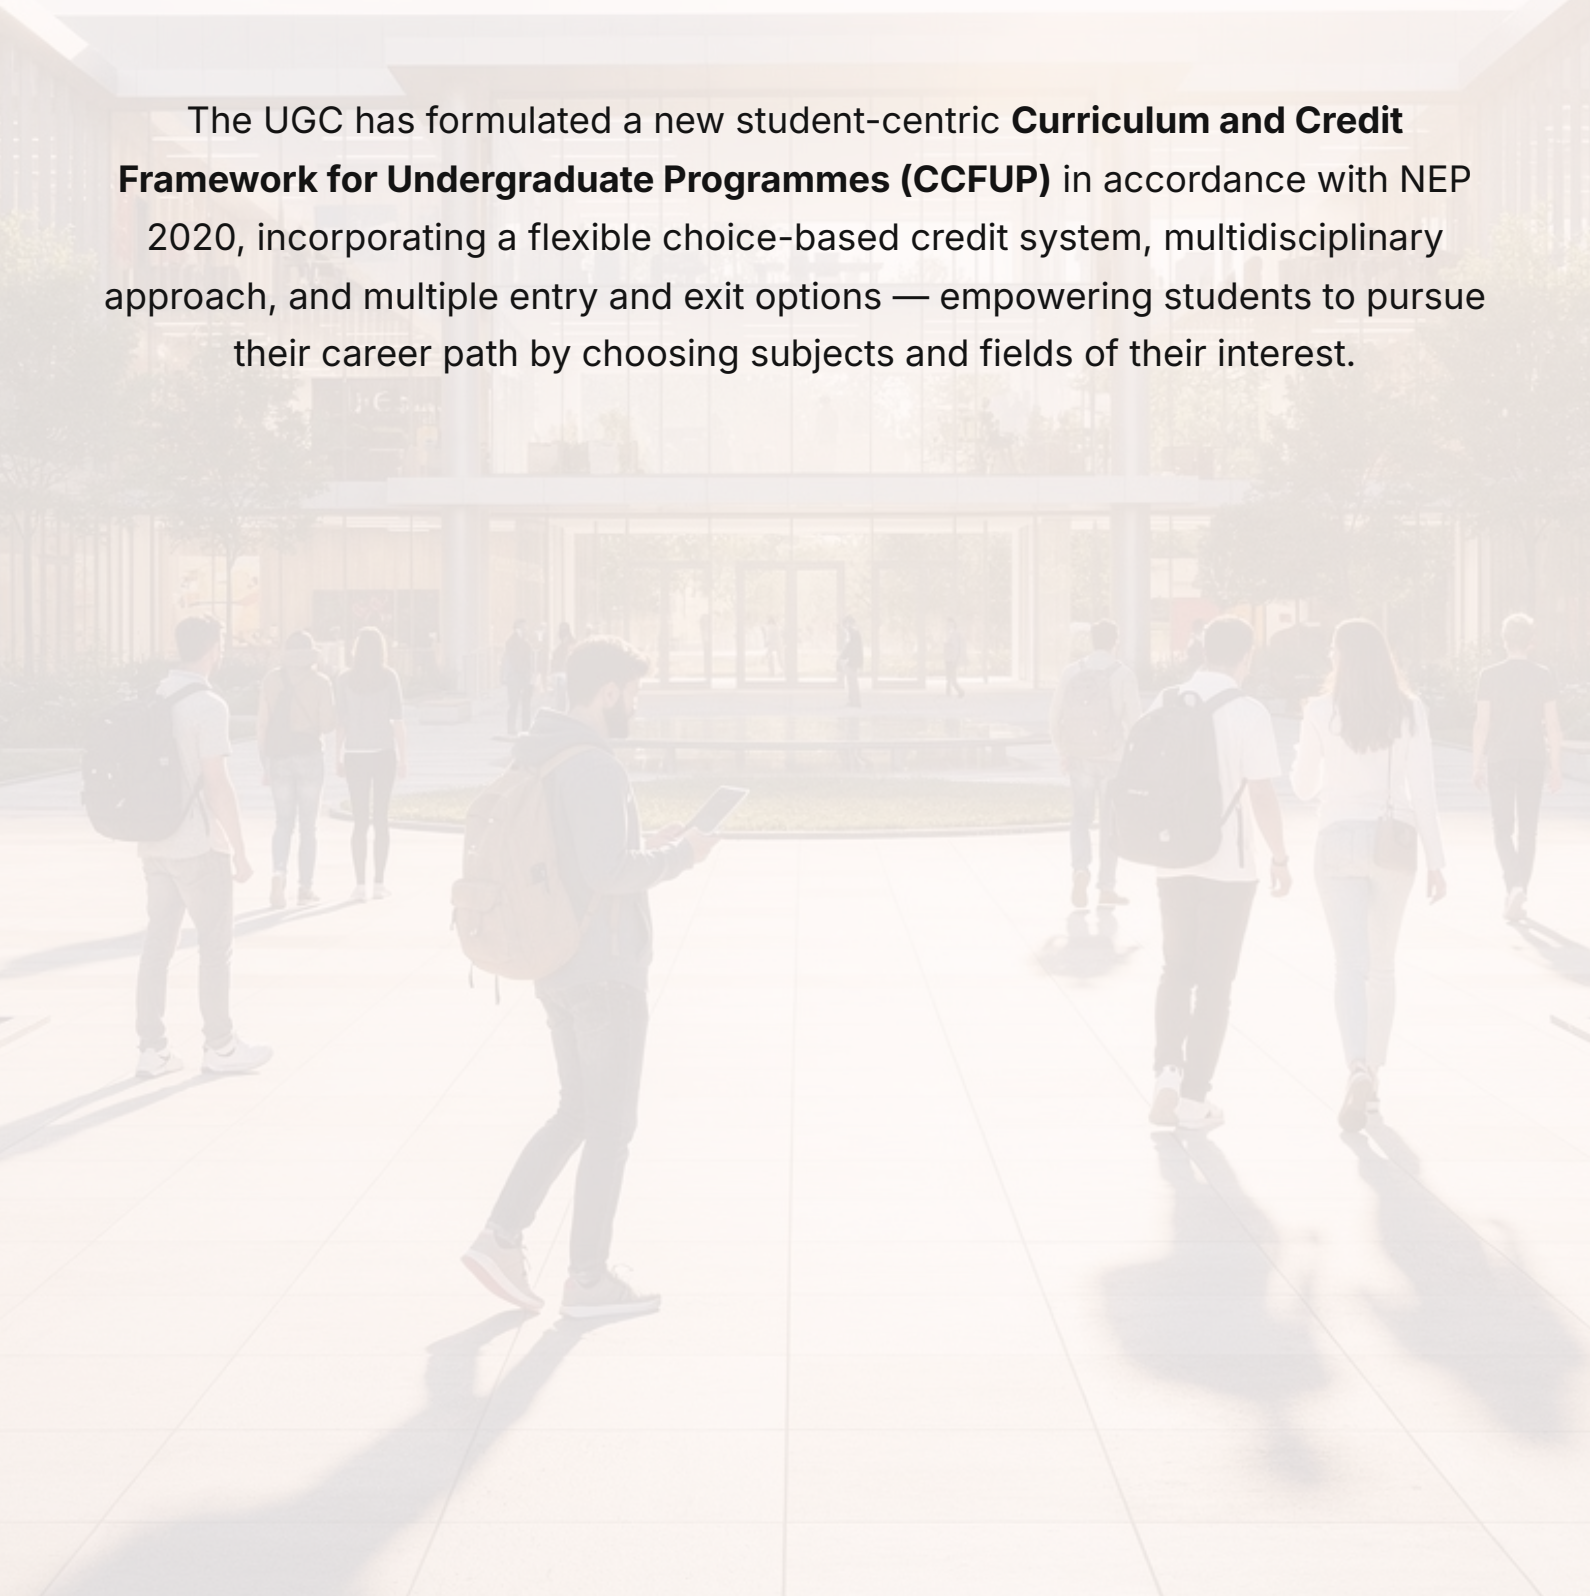 The UGC has formulated a new student-centric Curriculum and Credit
Framework for Undergraduate Programmes (CCFUP) in accordance with NEP
2020, incorporating a flexible choice-based credit system, multidisciplinary
approach, and multiple entry and exit options — empowering students to pursue
their career path by choosing subjects and fields of their interest.